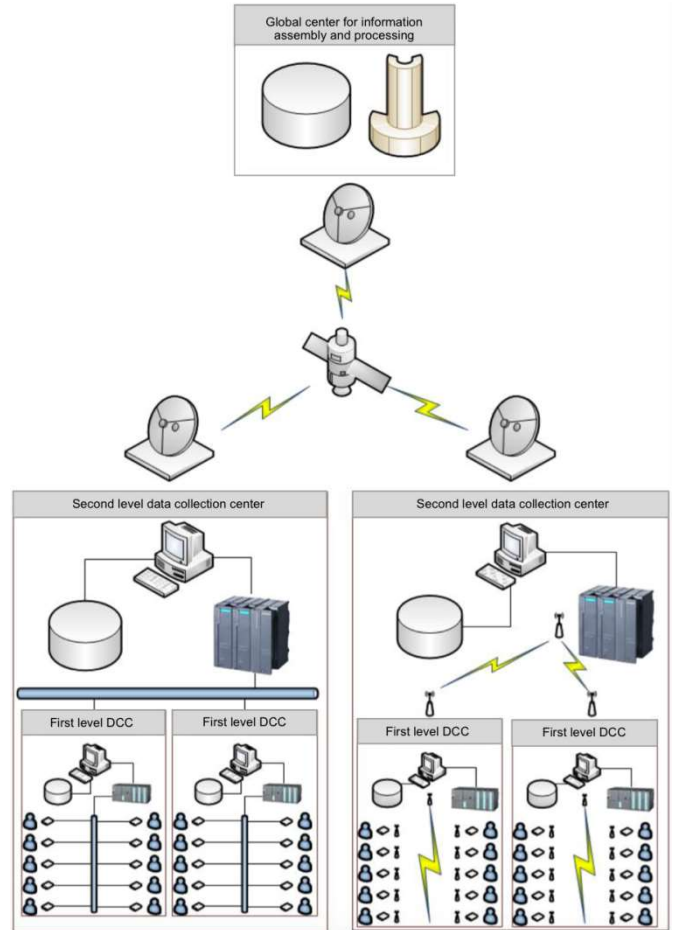 Global center for information
assembly and processing
Second level data collection center
Second level data collection center
First level DCC
First level DCC
First level DCC
First level DCC